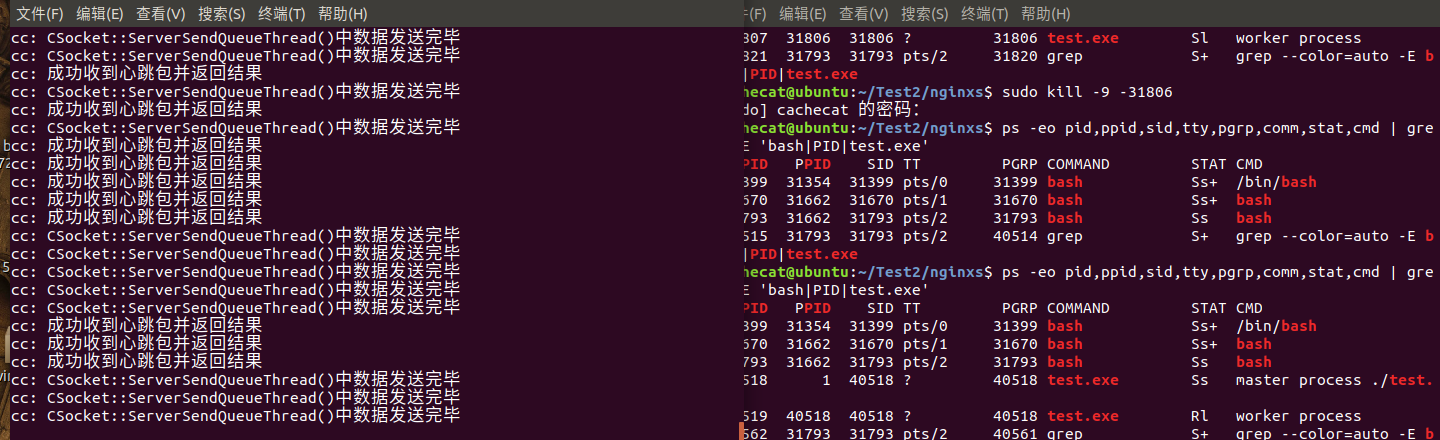 文件(F) 编辑(E) 查看(V) 搜索(S) 终端(T) 帮助(H)
cc: CSocket::ServerSendQueueThread()中数据发送完毕
cc: CSocket::ServerSendQueueThread()中数据发送完毕
cc: 成功收到心跳包并返回结果
cc: CSocket::ServerSendQueueThread()中数据发送完毕
cc: 成功收到心跳包并返回结果
cc: CSocket::ServerSendQueueThread()中数据发送完毕
cc: 成功收到心跳包并返回结果
cc: 成功收到心跳包并返回结果
cc: 成功收到心跳包并返回结果
cc: 成功收到心跳包并返回结果
cc: 成功收到心跳包并返回结果
cc: CSocket::ServerSendQueueThread()中数据发送完毕
cc: CSocket::ServerSendQueueThread()中数据发送完毕
cc: CSocket::ServerSendQueueThread()中数据发送完毕
cc: CSocket::ServerSendQueueThread()中数据发送完毕
cc: CSocket::ServerSendQueueThread()中数据发送完毕
cc: 成功收到心跳包并返回结果
cc: 成功收到心跳包并返回结果
cc: 成功收到心跳包并返回结果
cc: CSocket::ServerSendQueueThread()中数据发送完毕
cc: CSocket::ServerSendQueueThread()中数据发送完毕
cc: CSocket::ServerSendQueueThread()中数据发送完毕
(F) 编辑(E) 查看(V) 搜索(S) 终端(T) 帮助(H)
807 31806 31806 ? 31806 test.exe Sl worker process
821 31793 31793 pts/2 31820 grep S+ grep --color=auto -E b
|PID|test.exe
hecat@ubuntu:~/Test2/nginxs$ sudo kill -9 -31806
do] cachecat 的密码：
hecat@ubuntu:~/Test2/nginxs$ ps -eo pid,ppid,sid,tty,pgrp,comm,stat,cmd | gre
E 'bash|PID|test.exe'
PID PPID SID TT PGRP COMMAND STAT CMD
399 31354 31399 pts/0 31399 bash Ss+ /bin/bash
670 31662 31670 pts/1 31670 bash Ss+ bash
793 31662 31793 pts/2 31793 bash Ss bash
515 31793 31793 pts/2 40514 grep S+ grep --color=auto -E b
|PID|test.exe
hecat@ubuntu:~/Test2/nginxs$ ps -eo pid,ppid,sid,tty,pgrp,comm,stat,cmd | gre
E 'bash|PID|test.exe'
PID PPID SID TT PGRP COMMAND STAT CMD
399 31354 31399 pts/0 31399 bash Ss+ /bin/bash
670 31662 31670 pts/1 31670 bash Ss+ bash
793 31662 31793 pts/2 31793 bash Ss bash
518 1 40518 ? 40518 test.exe Ss master process ./test.
519 40518 40518 ? 40518 test.exe Rl worker process
562 31793 31793 pts/2 40561 grep S+ grep --color=auto -E b